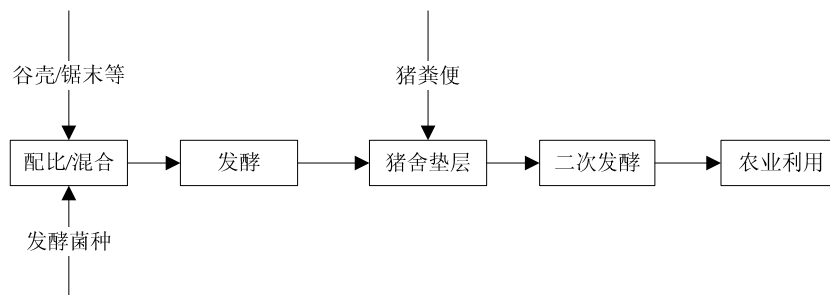 谷壳/锯末等
猪粪便
配比/混合
发酵
猪舍垫层
二次发酵
农业利用
发酵菌种